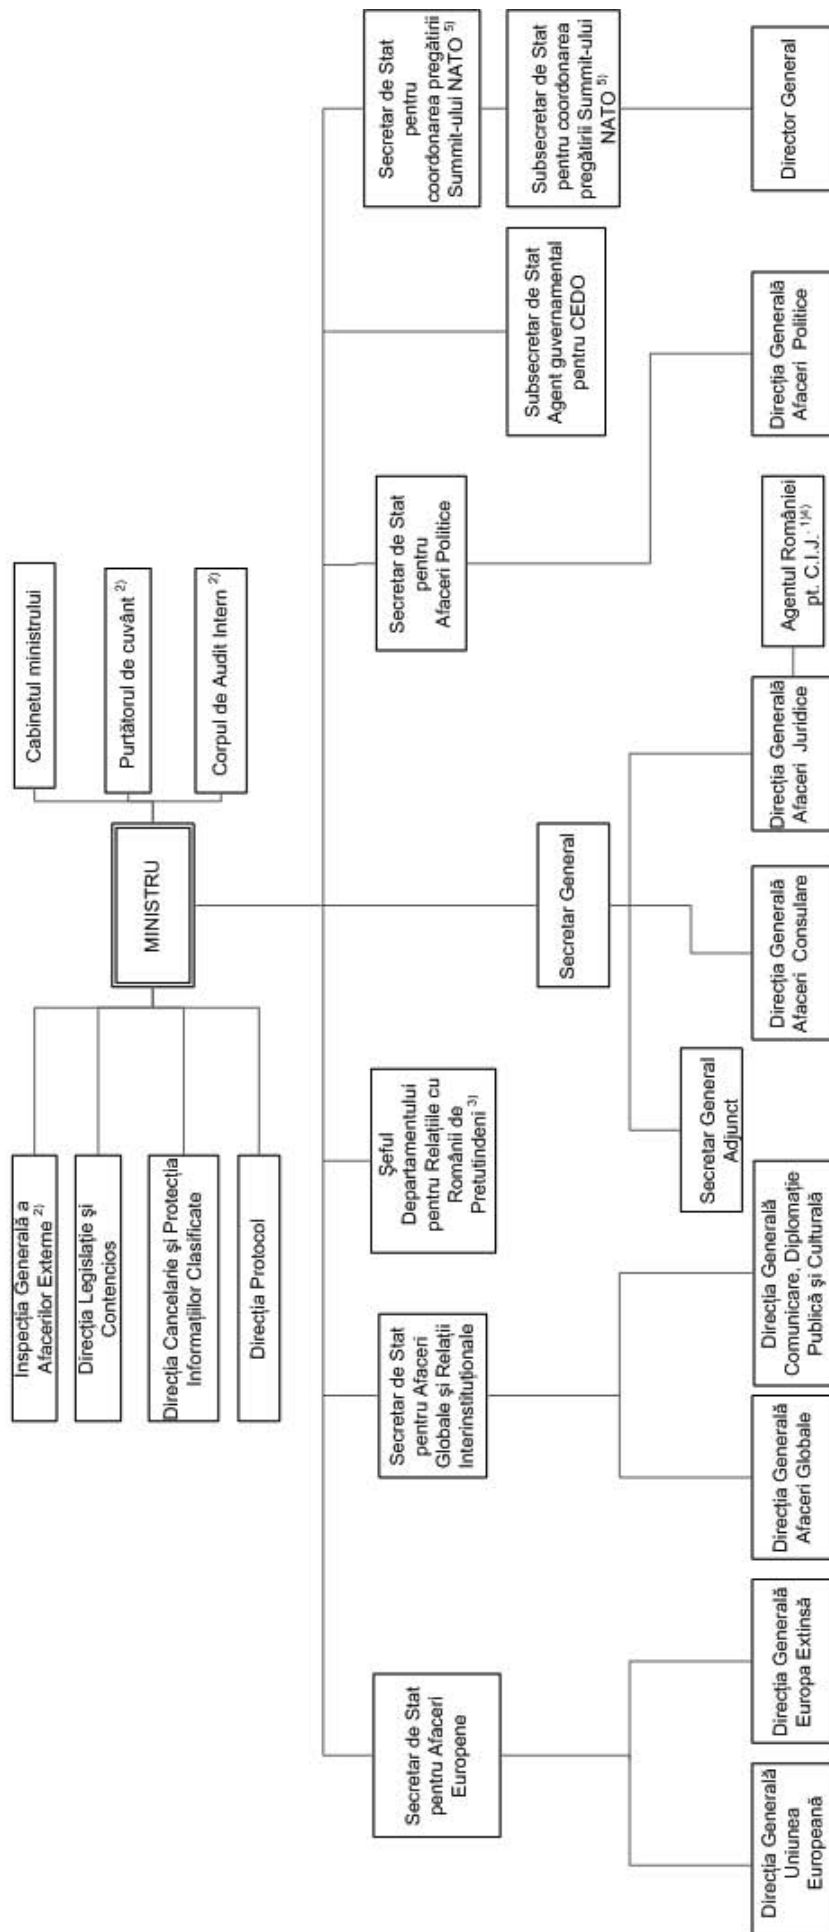 Inspecția Generală a
Afacerilor Externe 2)
Direcția Legislație și
Contencios
Direcția Cancelarie și Protecția
Informațiilor Clasificate
Direcția Protocol
MINISTRU
Cabinetul ministrului
Purtătorul de cuvânt 2)
Corpul de Audit Intern 2)
Secretar de Stat
pentru Afaceri
Europene
Secretar de Stat
pentru Afaceri
Globale și Relații
Interinstituționale
Șeful
Departamentului
pentru Relațiile cu
Românii de
Pretutindeni 3)
Secretar General
Secretar de Stat
pentru
Afaceri Politice
Subsecretar de Stat
Agent guvernamental
pentru CEDO
Secretar de Stat
pentru
coordonarea pregătirii
Summit-ului NATO 5)
Subsecretar de Stat
pentru coordonarea
pregătirii Summit-ului
NATO 5)
Secretar General
Adjunct
Direcția Generală
Uniunea
Europeană
Direcția Generală
Europa Extinsă
Direcția Generală
Afaceri Globale
Direcția Generală
Comunicare, Diplomație
Publică și Culturală
Direcția Generală
Afaceri Consulare
Direcția Generală
Afaceri Juridice
Agentul României
pt. C.I.J. 1)4)
Direcția Generală
Afaceri Politice
Director General